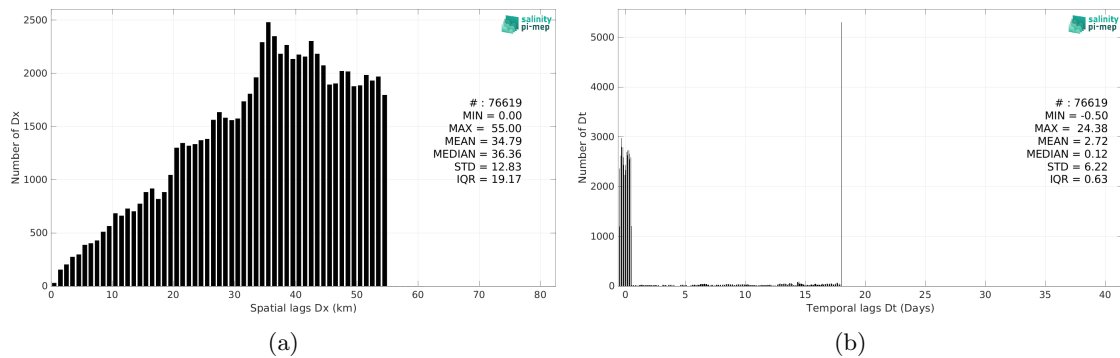 2500
2000
1500
1000
500
0
Number of Dx
0 10 20 30 40 50 60 70 80
Spatial lags Dx (km)
salinity
pi-mep
# : 76619
MIN = 0.00
MAX = 55.00
MEAN = 34.79
MEDIAN = 36.36
STD = 12.83
IQR = 19.17
(a)
5000
4000
3000
2000
1000
0
Number of Dt
0 5 10 15 20 25 30 35 40
Temporal lags Dt (Days)
salinity
pi-mep
# : 76619
MIN = -0.50
MAX = 24.38
MEAN = 2.72
MEDIAN = 0.12
STD = 6.22
IQR = 0.63
(b)